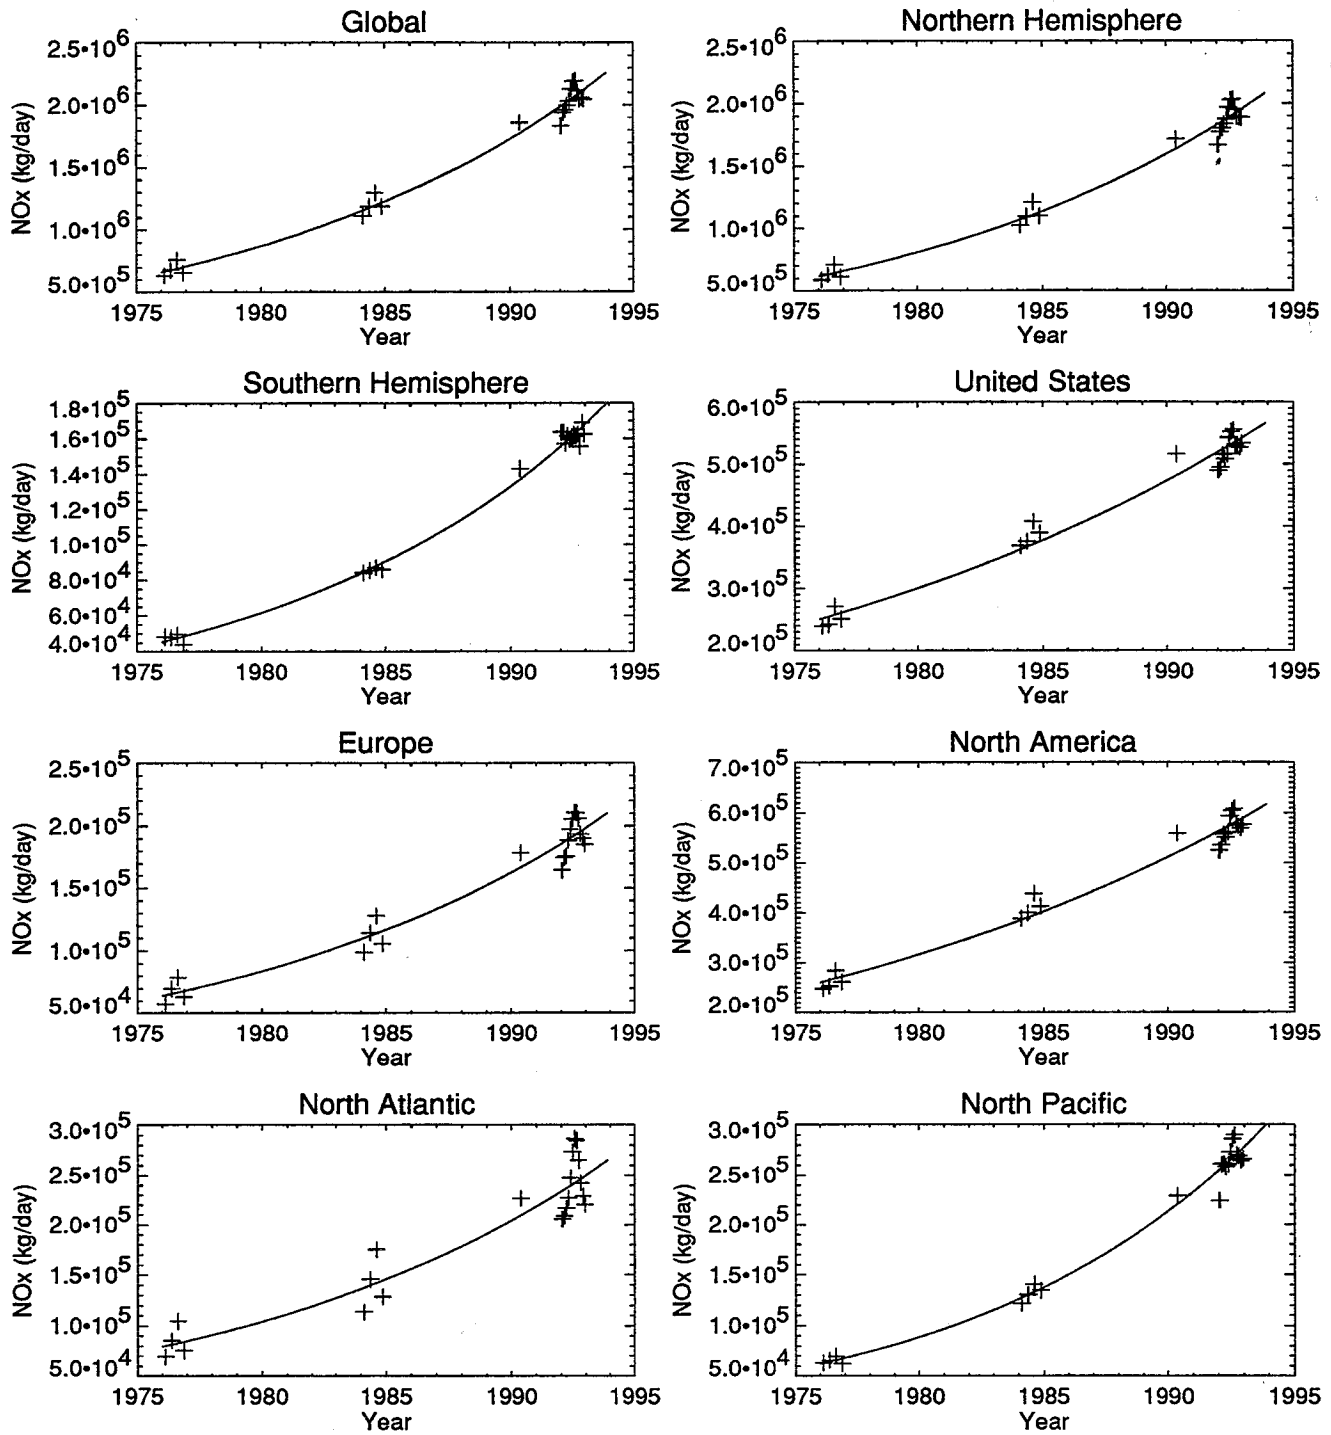 Global
2.5•10⁶
2.0•10⁶
1.5•10⁶
1.0•10⁶
5.0•10⁵
NOx (kg/day)
1975 1980 1985 1990 1995
Year
Northern Hemisphere
2.5•10⁶
2.0•10⁶
1.5•10⁶
1.0•10⁶
5.0•10⁵
NOx (kg/day)
1975 1980 1985 1990 1995
Year
Southern Hemisphere
1.8•10⁵
1.6•10⁵
1.4•10⁵
1.2•10⁵
1.0•10⁵
8.0•10⁴
6.0•10⁴
4.0•10⁴
NOx (kg/day)
1975 1980 1985 1990 1995
Year
United States
6.0•10⁵
5.0•10⁵
4.0•10⁵
3.0•10⁵
2.0•10⁵
NOx (kg/day)
1975 1980 1985 1990 1995
Year
Europe
2.5•10⁵
2.0•10⁵
1.5•10⁵
1.0•10⁵
5.0•10⁴
NOx (kg/day)
1975 1980 1985 1990 1995
Year
North America
7.0•10⁵
6.0•10⁵
5.0•10⁵
4.0•10⁵
3.0•10⁵
2.0•10⁵
NOx (kg/day)
1975 1980 1985 1990 1995
Year
North Atlantic
3.0•10⁵
2.5•10⁵
2.0•10⁵
1.5•10⁵
1.0•10⁵
5.0•10⁴
NOx (kg/day)
1975 1980 1985 1990 1995
Year
North Pacific
3.0•10⁵
2.5•10⁵
2.0•10⁵
1.5•10⁵
1.0•10⁵
5.0•10⁴
NOx (kg/day)
1975 1980 1985 1990 1995
Year